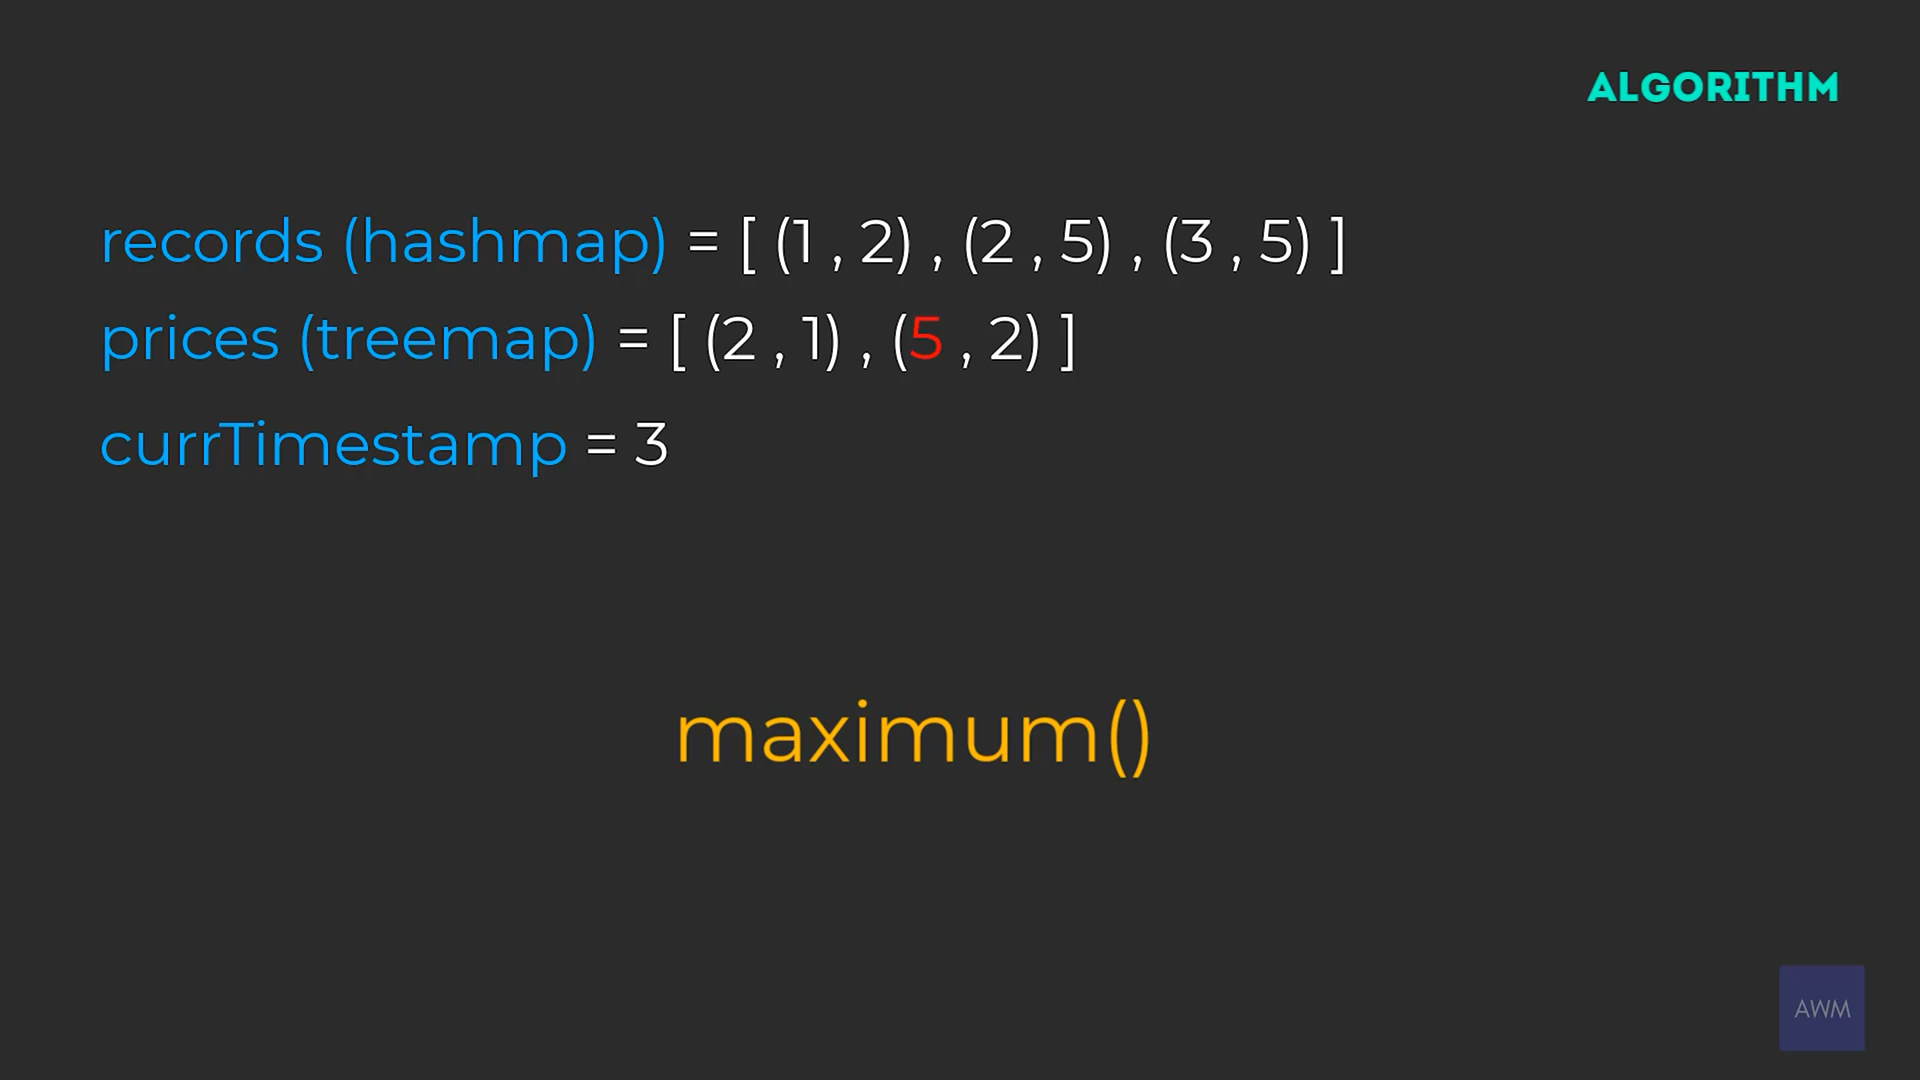 ALGORITHM
records (hashmap) = [ (1 , 2) , (2 , 5) , (3 , 5) ]
prices (treemap) = [ (2 , 1) , (5 , 2) ]
currTimestamp = 3
maximum()
AWM